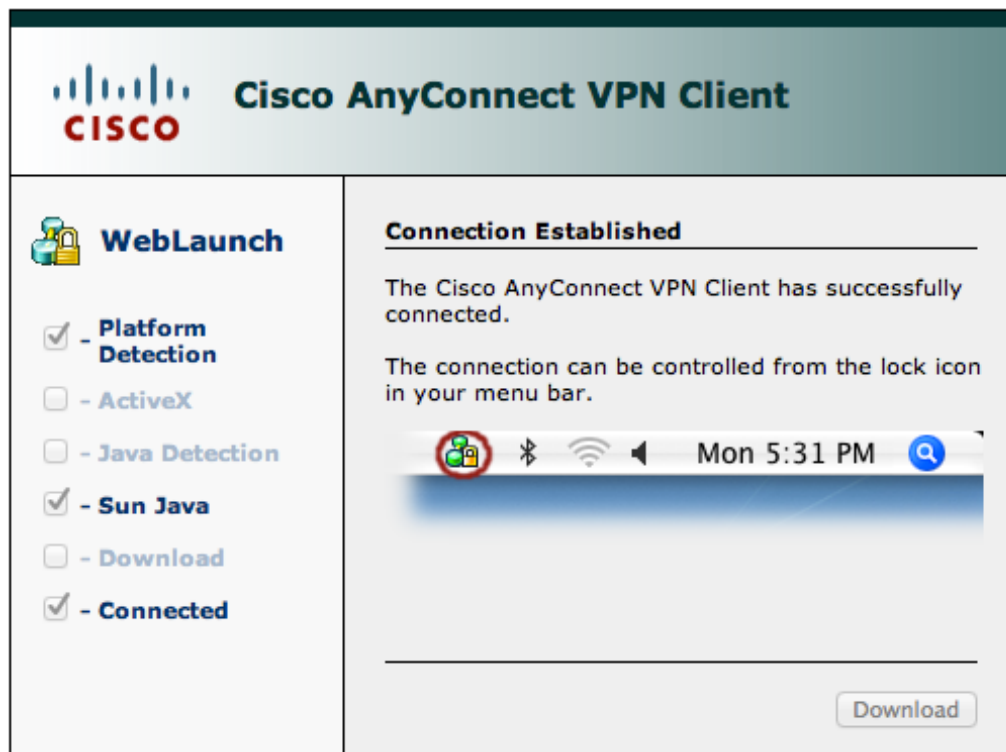 CISCO
Cisco AnyConnect VPN Client
WebLaunch
- Platform
Detection
- ActiveX
- Java Detection
- Sun Java
- Download
- Connected
Connection Established
The Cisco AnyConnect VPN Client has successfully
connected.
The connection can be controlled from the lock icon
in your menu bar.
Mon 5:31 PM
Download